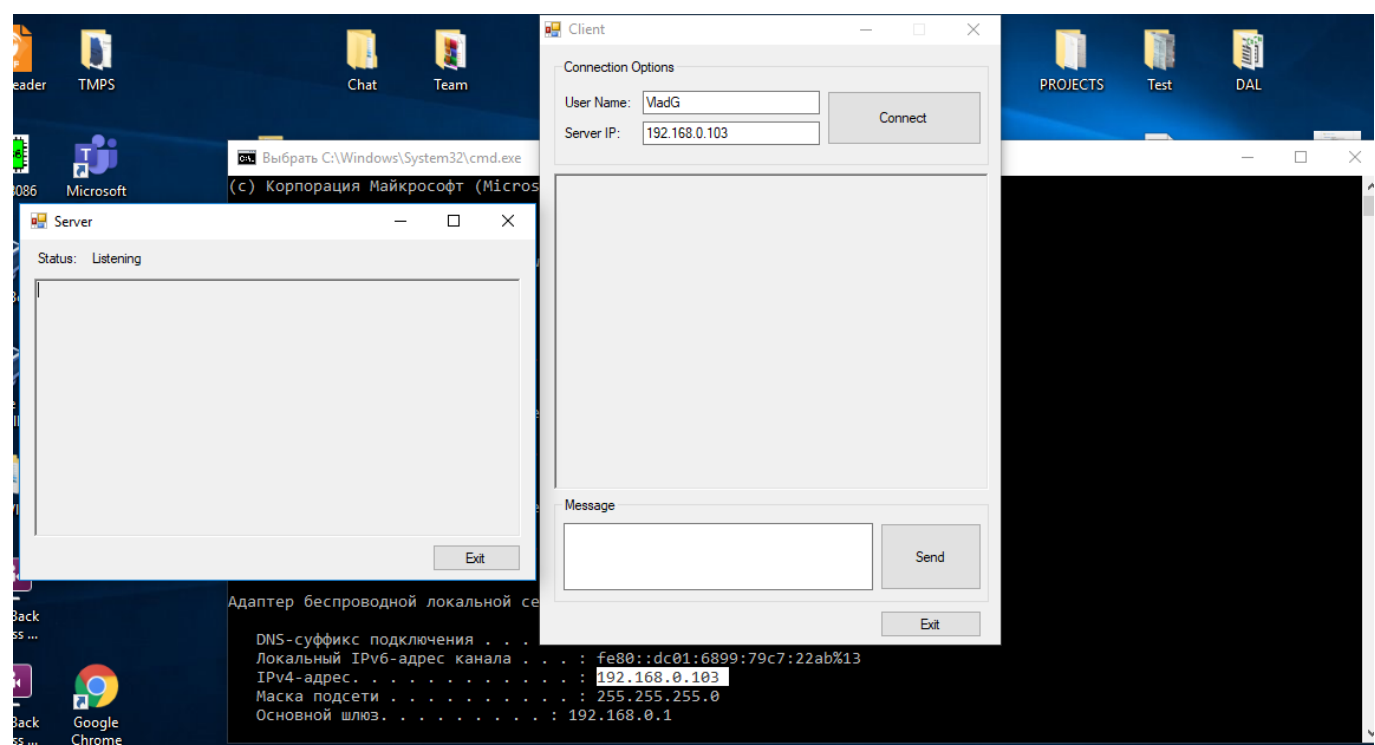 eader
TMPS
Chat
Team
PROJECTS
Test
DAL
8086
Microsoft
Client
Connection Options
User Name:
VladG
Server IP:
192.168.0.103
Connect
Message
Send
Exit
Server
Status: Listening
Exit
Выбрать C:\Windows\System32\cmd.exe
(c) Корпорация Майкрософт (Micros
Адаптер беспроводной локальной се
DNS-суффикс подключения . . .
Локальный IPv6-адрес канала . . . : fe80::dc01:6899:79c7:22ab%13
IPv4-адрес. . . . . . . . . . . . : 192.168.0.103
Маска подсети . . . . . . . . . . : 255.255.255.0
Основной шлюз. . . . . . . . . : 192.168.0.1
Back
ss ...
Back
ss ...
Google
Chrome